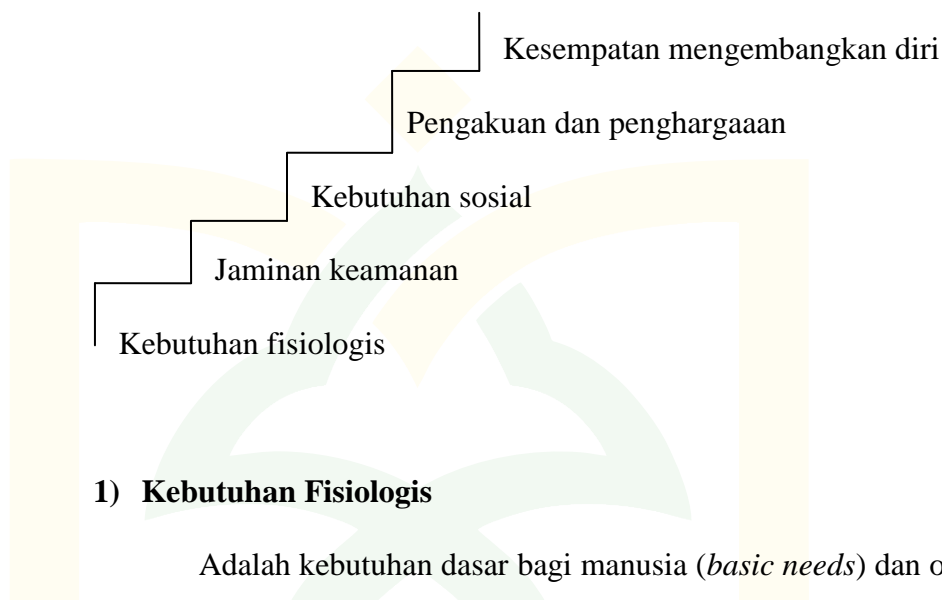 Kesempatan mengembangkan diri
Pengakuan dan penghargaaan
Kebutuhan sosial
Jaminan keamanan
Kebutuhan fisiologis
1) Kebutuhan Fisiologis
Adalah kebutuhan dasar bagi manusia (basic needs) dan